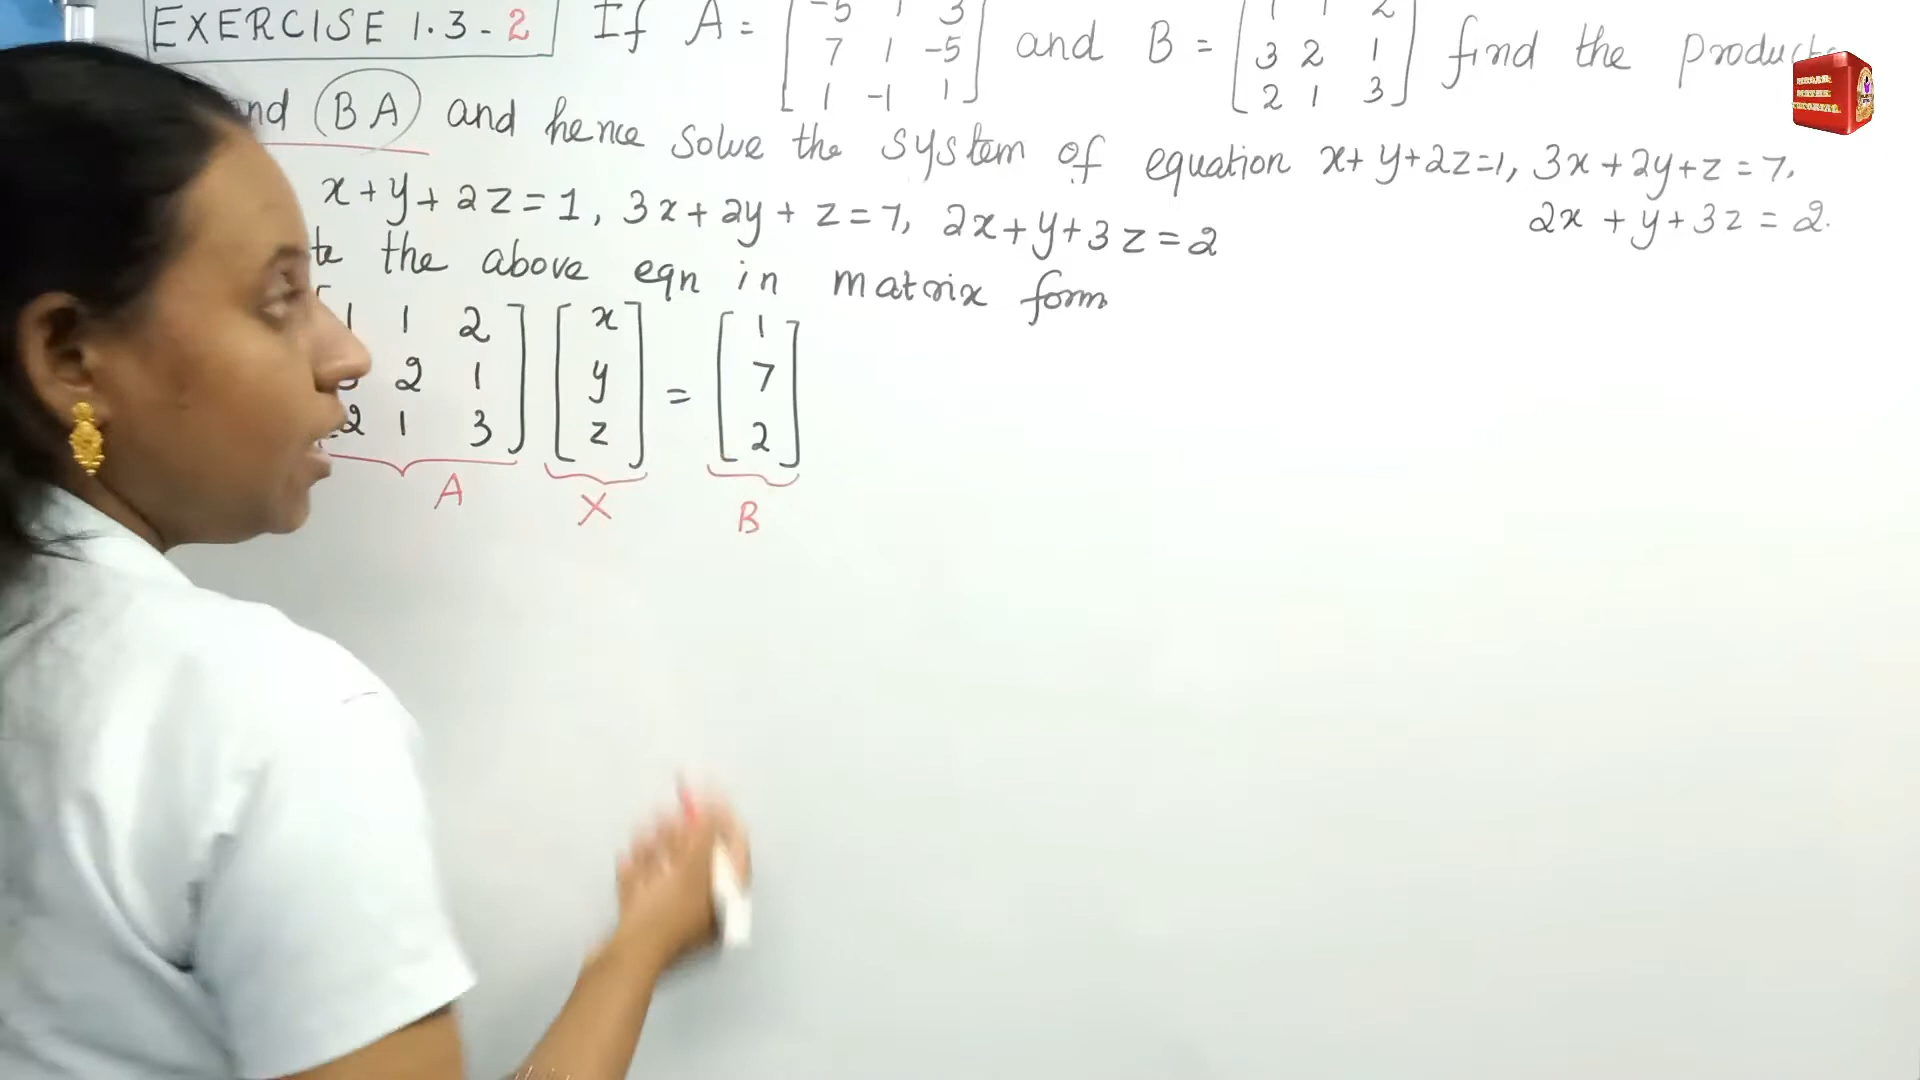 EXERCISE 1.3-2 If A = [-5 1 3 7 1 -5 1 -1 1] and B = [1 1 2 3 2 1 2 1 3] find the products
nd BA and hence solve the system of equation x+y+2z=1, 3x+2y+z=7,
2x+y+3z=2.
x+y+2z=1, 3x+2y+z=7, 2x+y+3z=2
te the above eqn in matrix form
1 1 2 x 1
2 1 y = 7
2 1 3 z 2
A X B